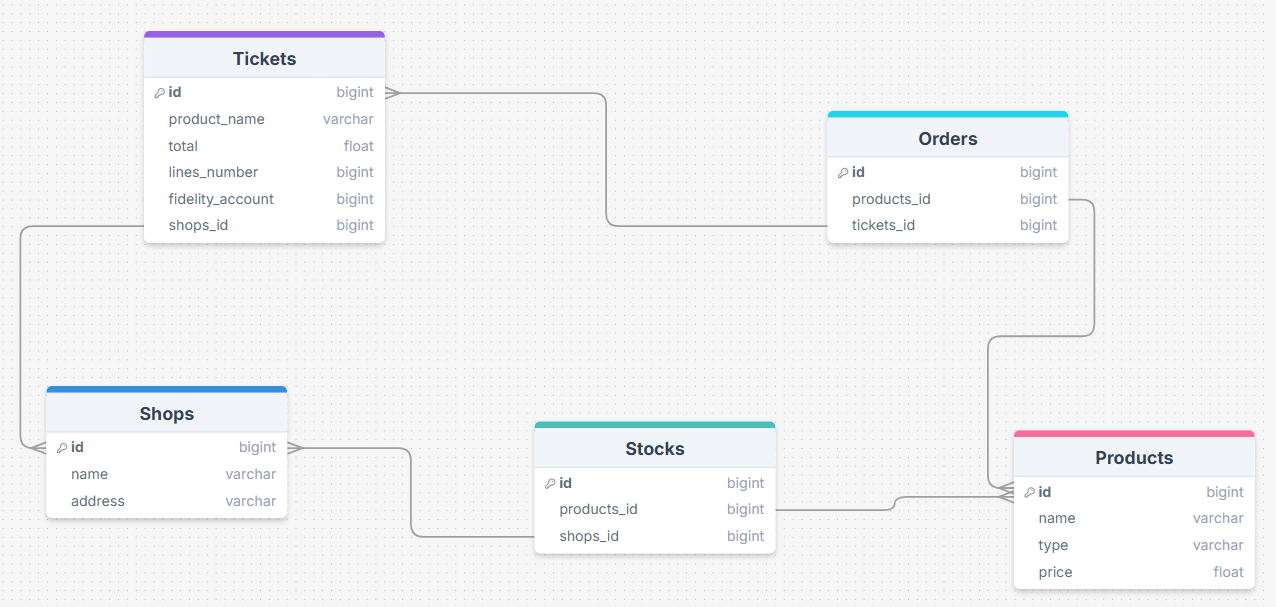 Tickets
id bigint
product_name varchar
total float
lines_number bigint
fidelity_account bigint
shops_id bigint
Orders
id bigint
products_id bigint
tickets_id bigint
Shops
id bigint
name varchar
address varchar
Stocks
id bigint
products_id bigint
shops_id bigint
Products
id bigint
name varchar
type varchar
price float